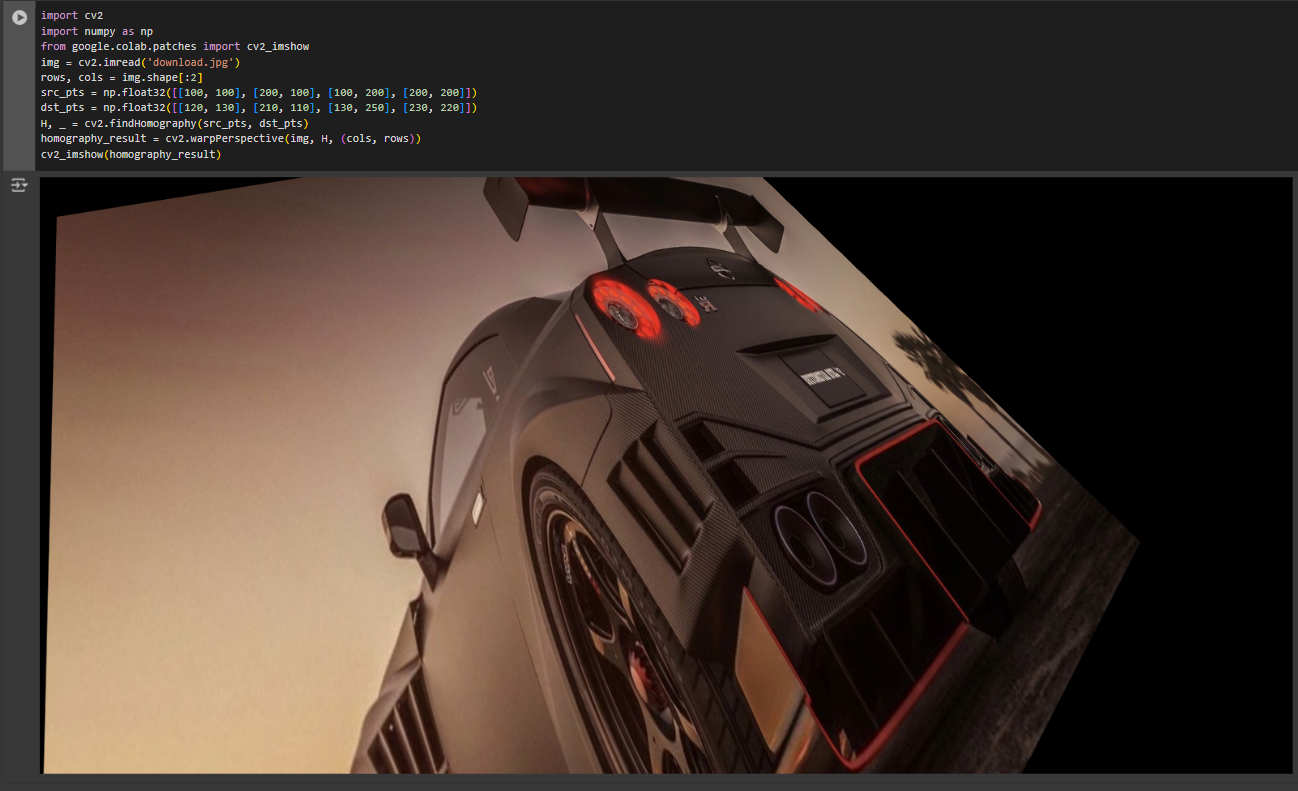 import cv2
import numpy as np
from google.colab.patches import cv2_imshow
img = cv2.imread('download.jpg')
rows, cols = img.shape[:2]
src_pts = np.float32([[100, 100], [200, 100], [100, 200], [200, 200]])
dst_pts = np.float32([[120, 130], [210, 110], [130, 250], [230, 220]])
H, _ = cv2.findHomography(src_pts, dst_pts)
homography_result = cv2.warpPerspective(img, H, (cols, rows))
cv2_imshow(homography_result)